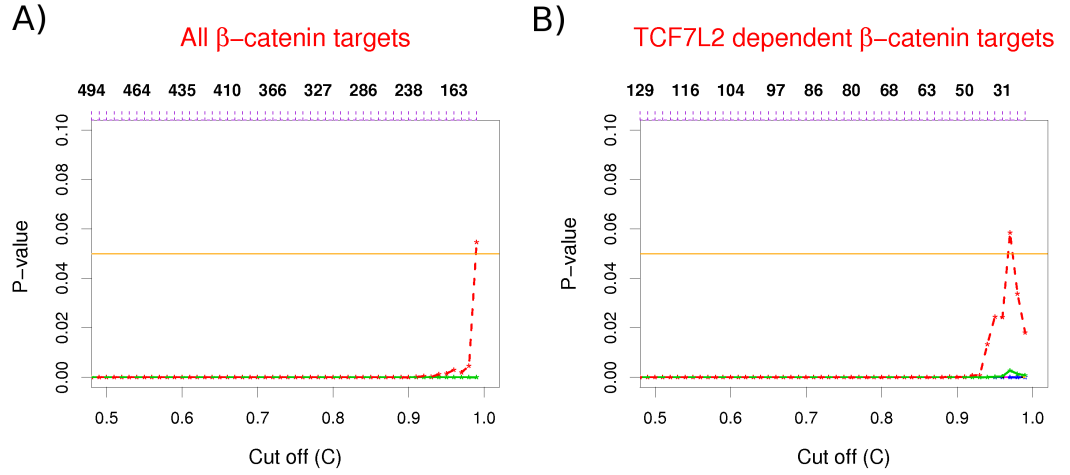 A)
All β−catenin targets
494 464 435 410 366 327 286 238 163
0.10
0.08
0.06
0.04
0.02
0.00
P−value
0.5 0.6 0.7 0.8 0.9 1.0
Cut off (C)
B)
TCF7L2 dependent β−catenin targets
129 116 104 97 86 80 68 63 50 31
0.10
0.08
0.06
0.04
0.02
0.00
P−value
0.5 0.6 0.7 0.8 0.9 1.0
Cut off (C)